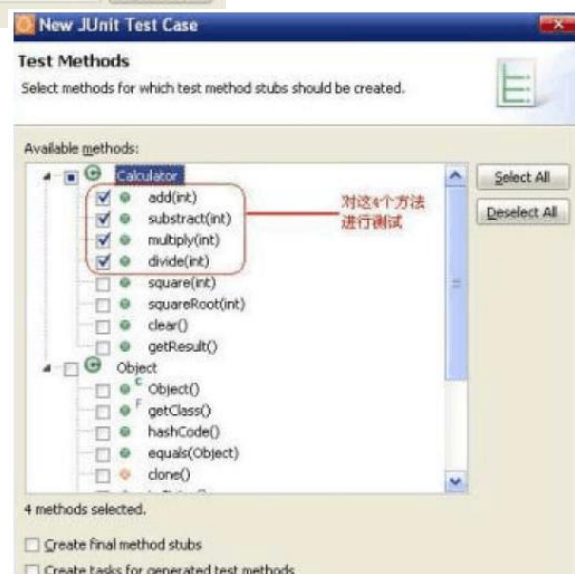 New JUnit Test Case
Test Methods
Select methods for which test method stubs should be created.
Available methods:
Calculator
add(int)
substract(int)
multiply(int)
divide(int)
square(int)
squareRoot(int)
clear()
getResult()
Object
C Object()
F getClass()
hashCode()
equals(Object)
clone()
对这4个方法
进行测试
Select All
Deselect All
4 methods selected.
Create final method stubs
Create tasks for generated test methods